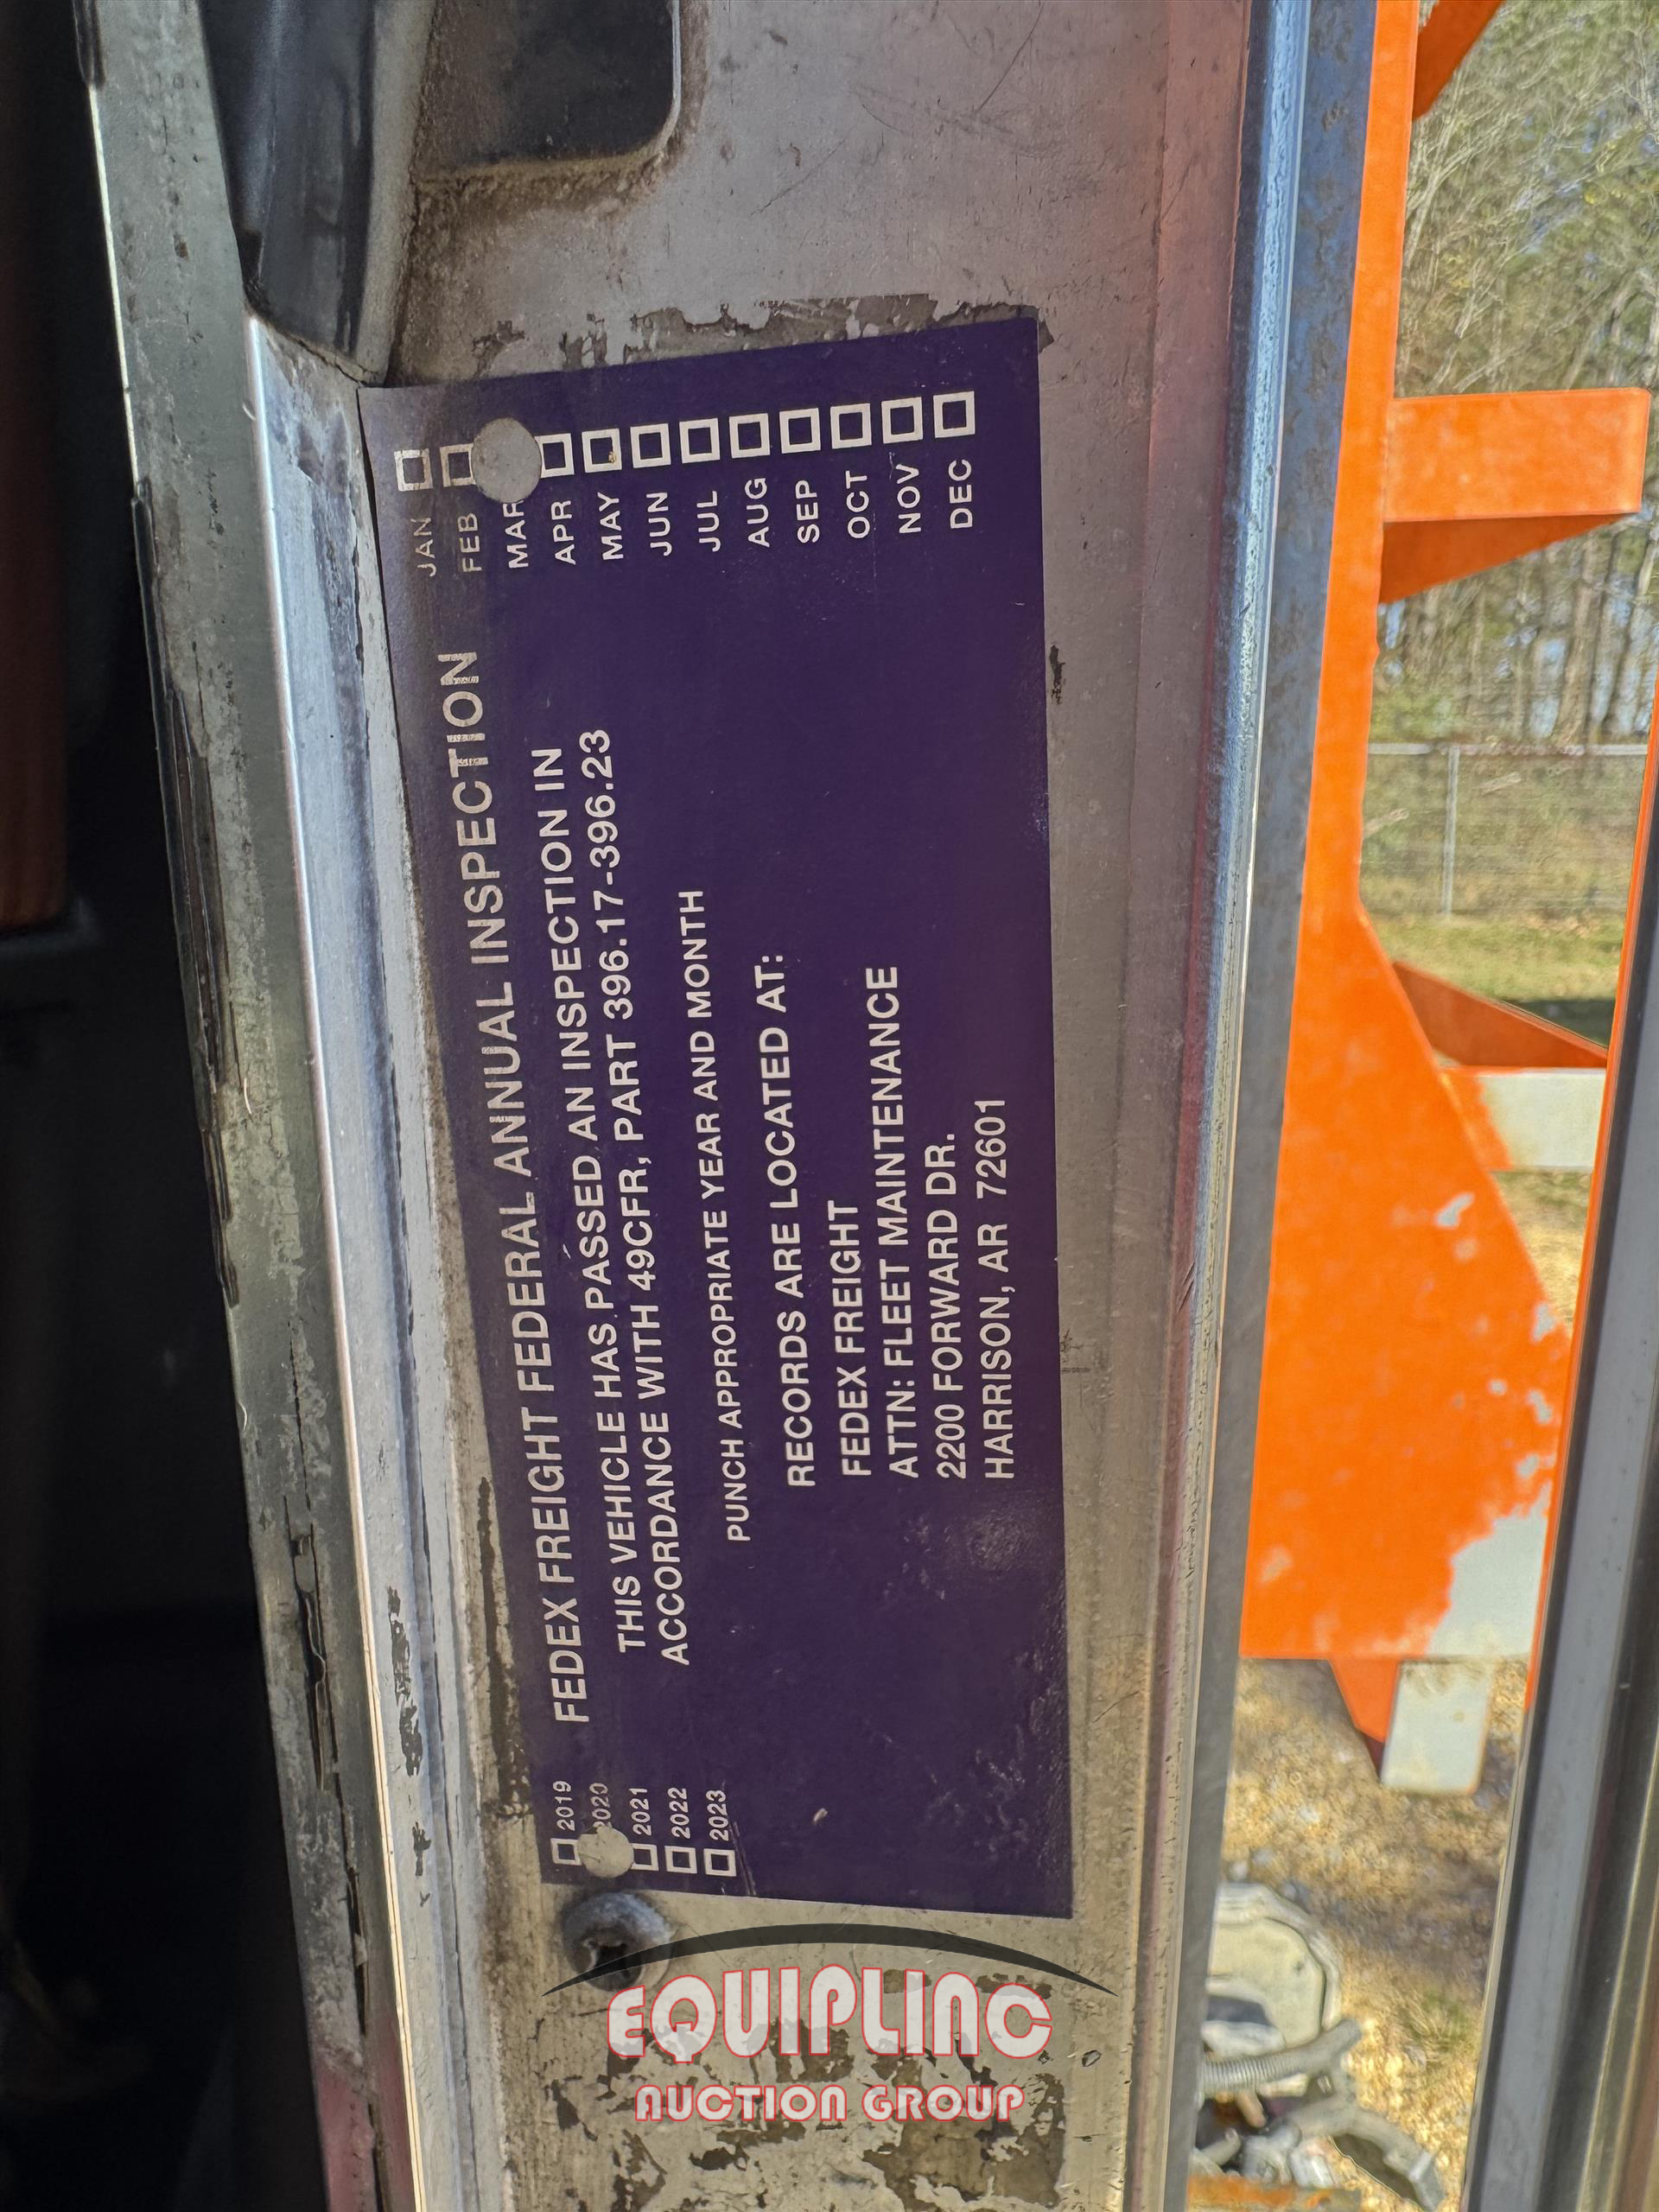 FEDEX FREIGHT FEDERAL ANNUAL INSPECTION
THIS VEHICLE HAS PASSED AN INSPECTION IN
ACCORDANCE WITH 49CFR, PART 396.17-396.23
PUNCH APPROPRIATE YEAR AND MONTH
RECORDS ARE LOCATED AT:
FEDEX FREIGHT
ATTN: FLEET MAINTENANCE
2200 FORWARD DR.
HARRISON, AR 72601
2019
2020
2021
2022
2023
JAN
FEB
MAR
APR
MAY
JUN
JUL
AUG
SEP
OCT
NOV
DEC
EQUIPLINC
AUCTION GROUP